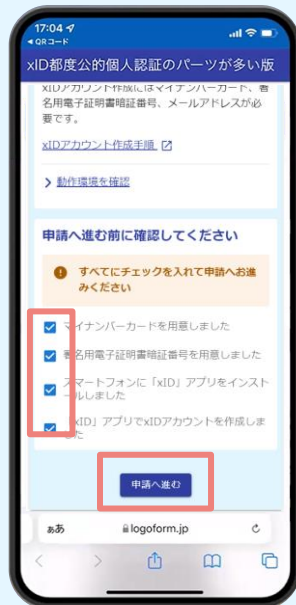 17:04
◀ QRコード
xID都度公的個人認証のパーツが多い版
xIDアカウント作成にはマイナンバーカード、署
名用電子証明書暗証番号、メールアドレスが必
要です。
xIDアカウント作成手順
動作環境を確認
申請へ進む前に確認してください
すべてにチェックを入れて申請へお進
みください
マイナンバーカードを用意しました
署名用電子証明書暗証番号を用意しました
スマートフォンに「xID」アプリをインスト
ールしました
「xID」アプリでxIDアカウントを作成しま
した
申請へ進む
ぁあ logoform.jp